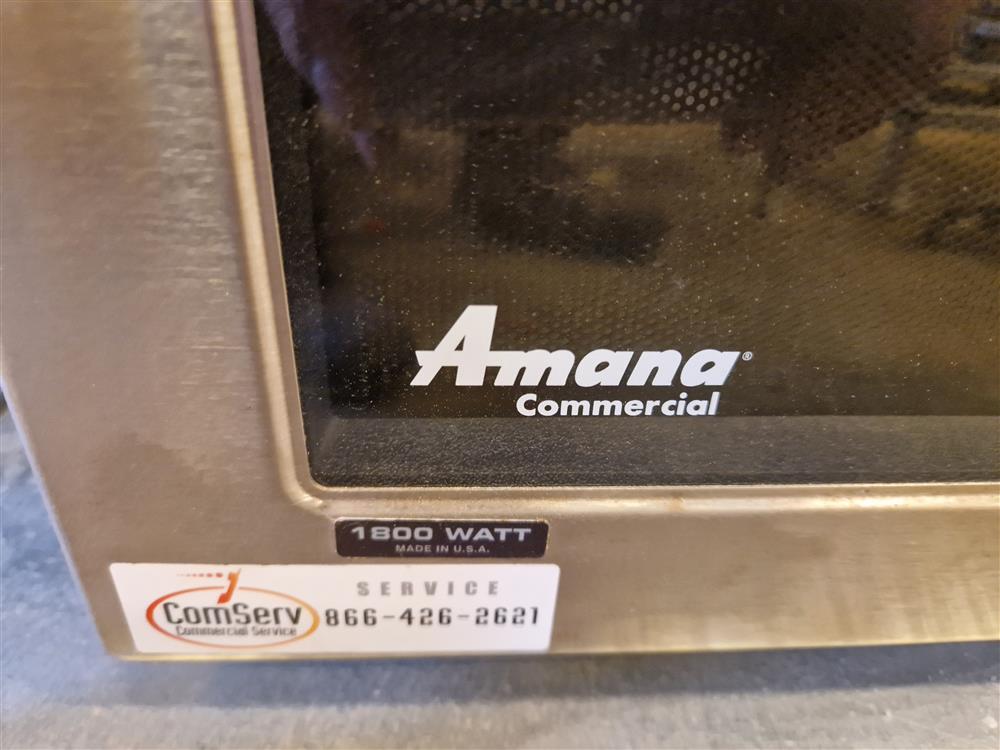 Amana®
Commercial
1800 WATT
MADE IN U.S.A.
ComServ
Commercial Service
SERVICE
866-426-2621